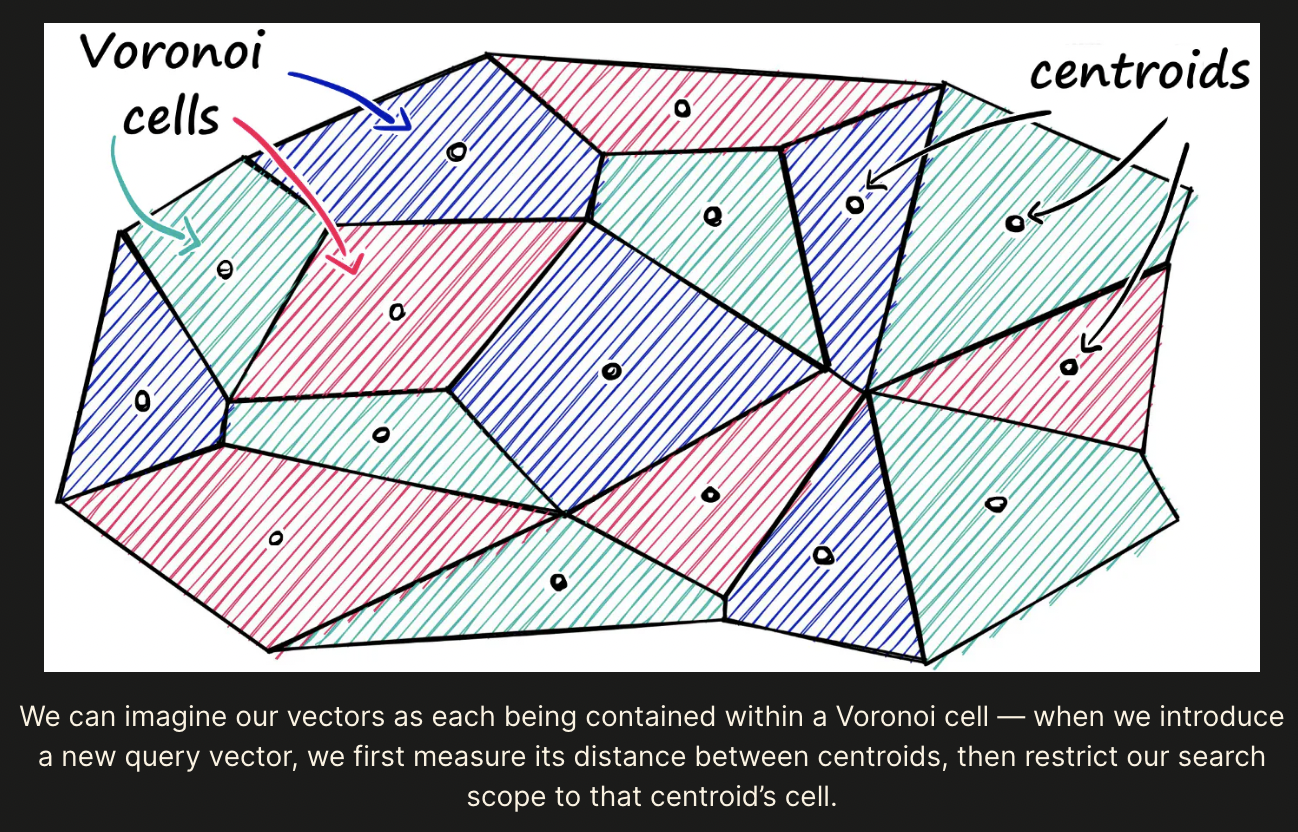 Voronoi
cells
centroids
We can imagine our vectors as each being contained within a Voronoi cell — when we introduce
a new query vector, we first measure its distance between centroids, then restrict our search
scope to that centroid’s cell.